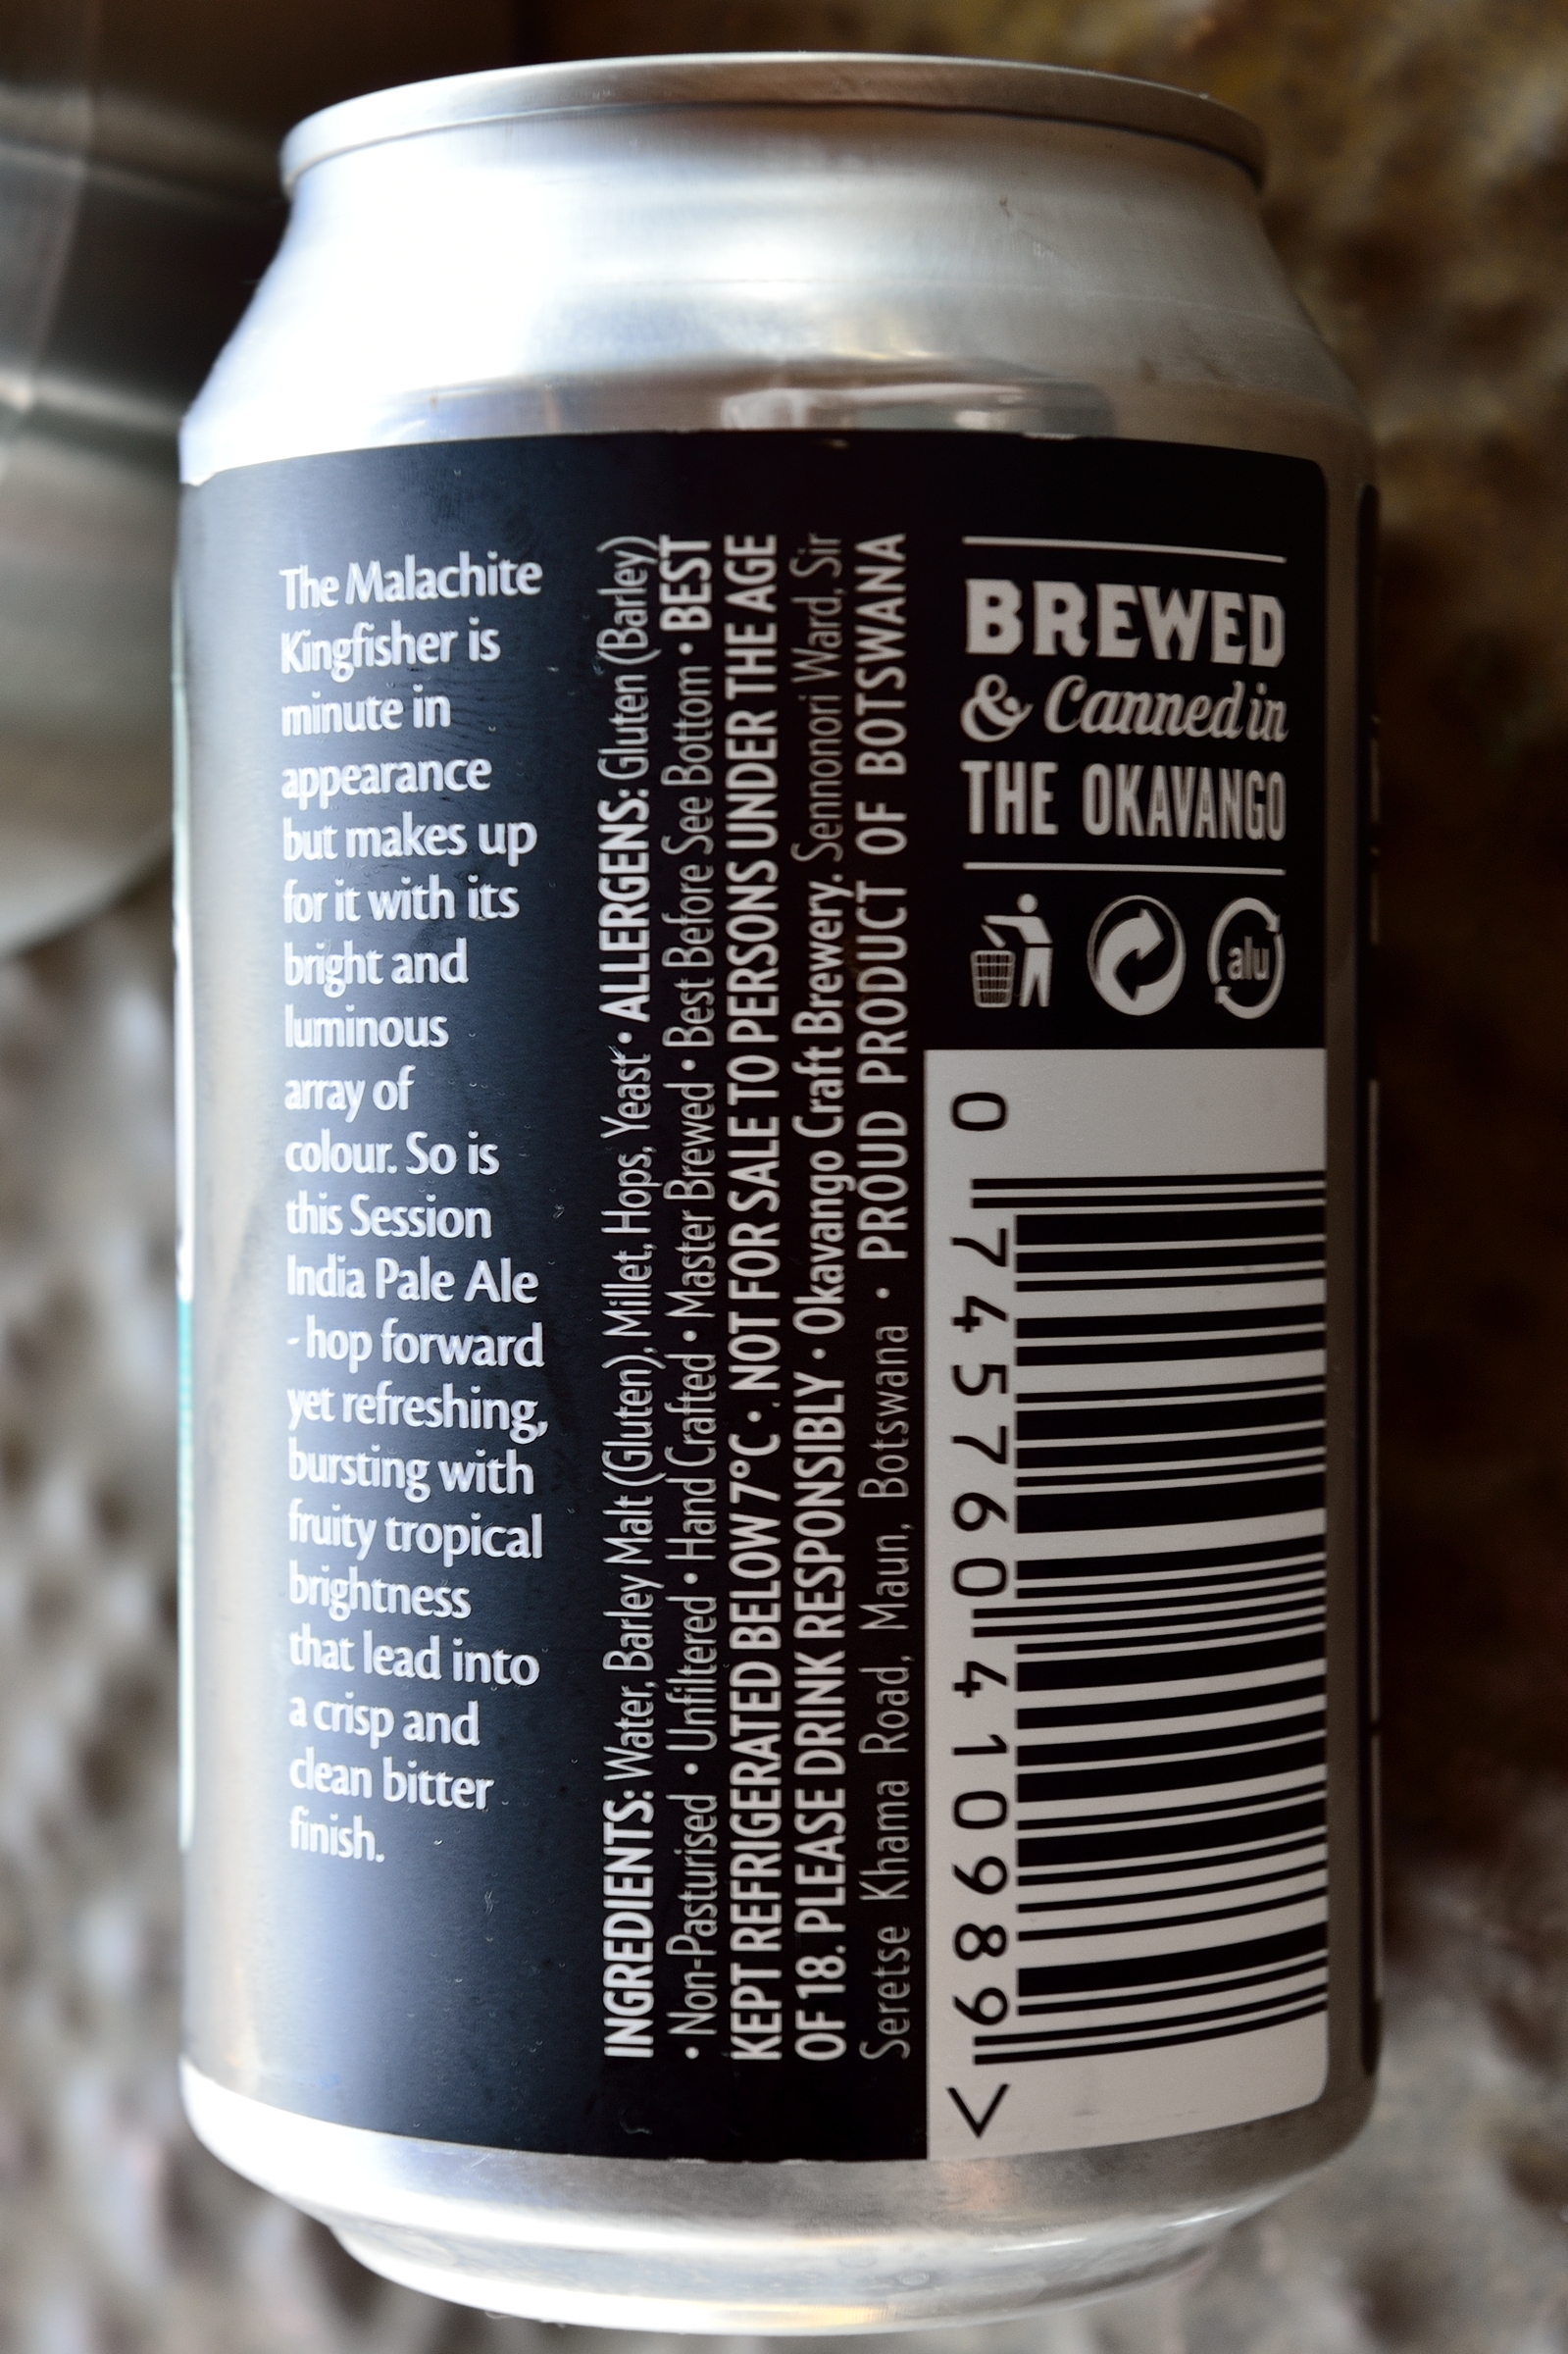 The Malachite
Kingfisher is
minute in
appearance
but makes up
for it with its
bright and
luminous
array of
colour. So is
this Session
India Pale Ale
- hop forward
yet refreshing,
bursting with
fruity tropical
brightness
that lead into
a crisp and
clean bitter
finish.
INGREDIENTS: Water, Barley Malt (Gluten), Millet, Hops, Yeast • ALLERGENS: Gluten (Barley)
• Non-Pasturised • Unfiltered • Hand Crafted • Master Brewed • Best Before See Bottom • BEST
KEPT REFRIGERATED BELOW 7°C • NOT FOR SALE TO PERSONS UNDER THE AGE
OF 18. PLEASE DRINK RESPONSIBLY • Okavango Craft Brewery. Sennonori Ward, Sir
Seretse Khama Road, Maun, Botswana • PROUD PRODUCT OF BOTSWANA
BREWED
& Canned in
THE OKAVANGO
alu
0 745760 410989 >